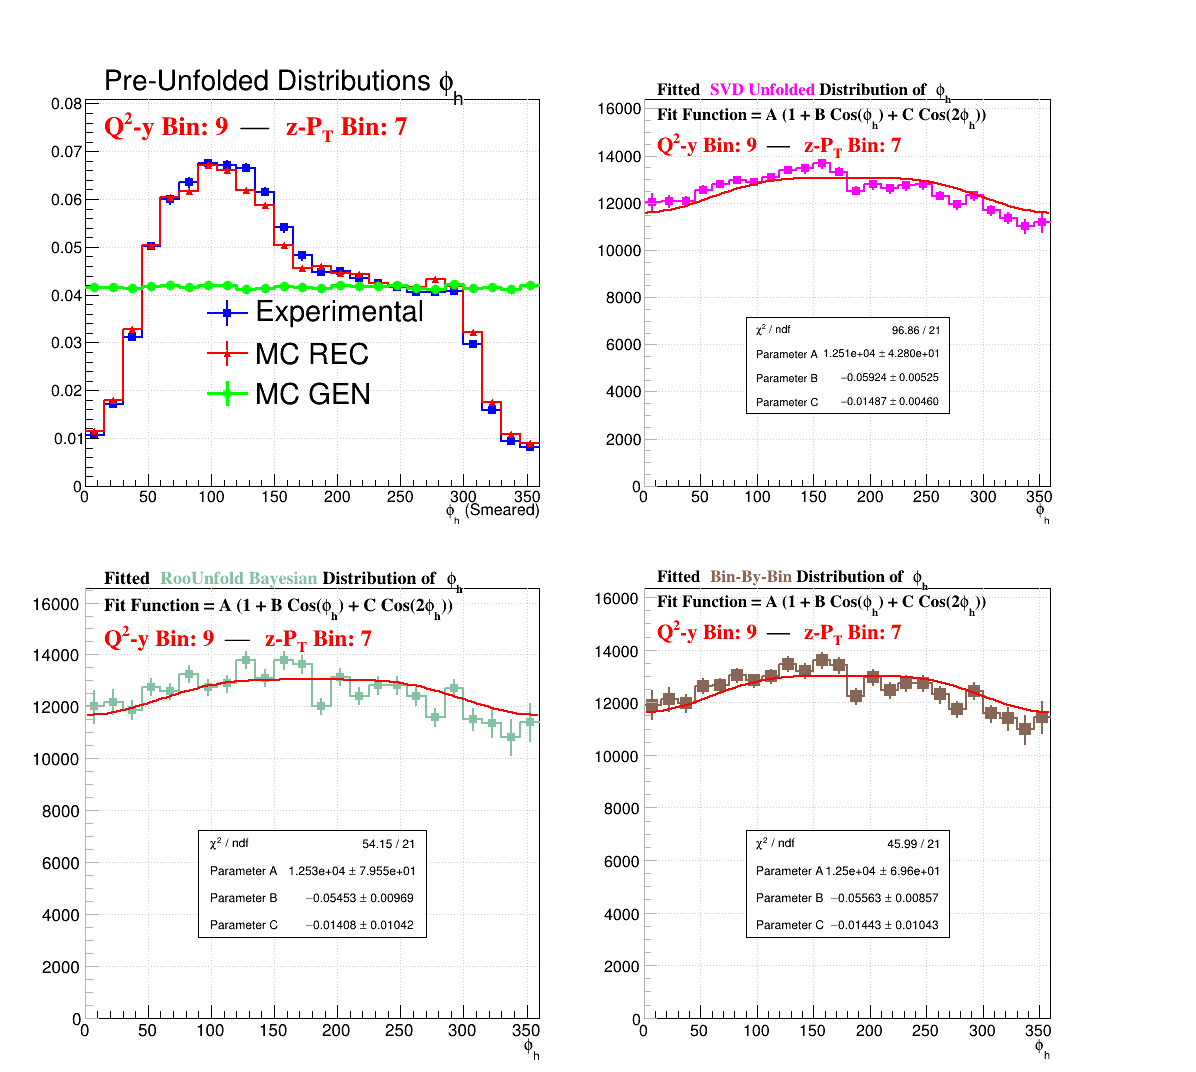 Pre-Unfolded Distributions ϕh
Q²-y Bin: 9 — z-PT Bin: 7
0.08
0.07
0.06
0.05
0.04
0.03
0.02
0.01
0
Experimental
MC REC
MC GEN
0 50 100 150 200 250 300 350
ϕh (Smeared)
Fitted SVD Unfolded Distribution of ϕh
Fit Function = A (1 + B Cos(ϕh) + C Cos(2ϕh))
Q²-y Bin: 9 — z-PT Bin: 7
16000
14000
12000
10000
8000
6000
4000
2000
0
χ² / ndf 96.86 / 21
Parameter A 1.251e+04 ± 4.280e+01
Parameter B −0.05924 ± 0.00525
Parameter C −0.01487 ± 0.00460
0 50 100 150 200 250 300 350
ϕh
Fitted RooUnfold Bayesian Distribution of ϕh
Fit Function = A (1 + B Cos(ϕh) + C Cos(2ϕh))
Q²-y Bin: 9 — z-PT Bin: 7
16000
14000
12000
10000
8000
6000
4000
2000
0
χ² / ndf 54.15 / 21
Parameter A 1.253e+04 ± 7.955e+01
Parameter B −0.05453 ± 0.00969
Parameter C −0.01408 ± 0.01042
0 50 100 150 200 250 300 350
ϕh
Fitted Bin-By-Bin Distribution of ϕh
Fit Function = A (1 + B Cos(ϕh) + C Cos(2ϕh))
Q²-y Bin: 9 — z-PT Bin: 7
16000
14000
12000
10000
8000
6000
4000
2000
0
χ² / ndf 45.99 / 21
Parameter A 1.25e+04 ± 6.96e+01
Parameter B −0.05563 ± 0.00857
Parameter C −0.01443 ± 0.01043
0 50 100 150 200 250 300 350
ϕh